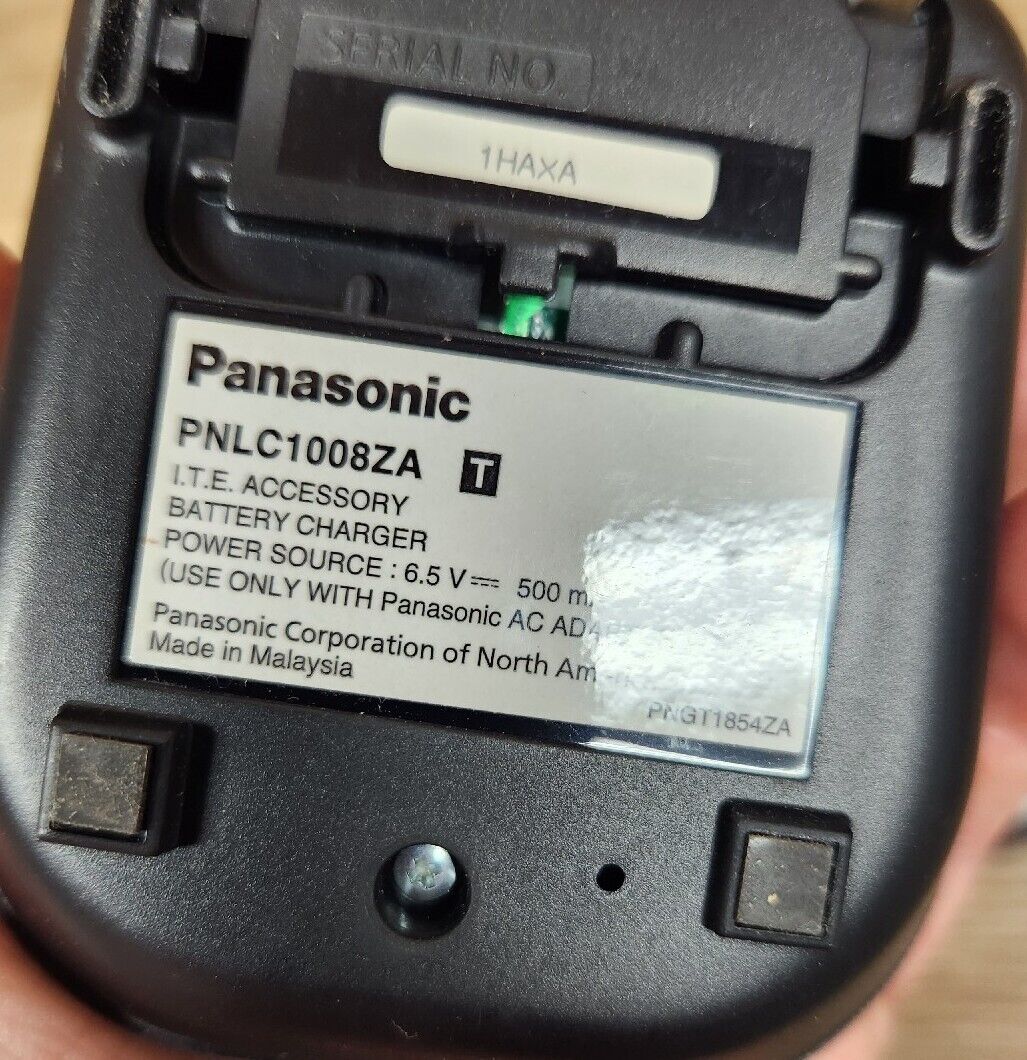 SERIAL NO.
1HAXA
Panasonic
PNLC1008ZA T
I.T.E. ACCESSORY
BATTERY CHARGER
POWER SOURCE : 6.5 V⎓ 500
(USE ONLY WITH Panasonic AC
Panasonic Corporation of North
Made in Malaysia
PNGT1854ZA